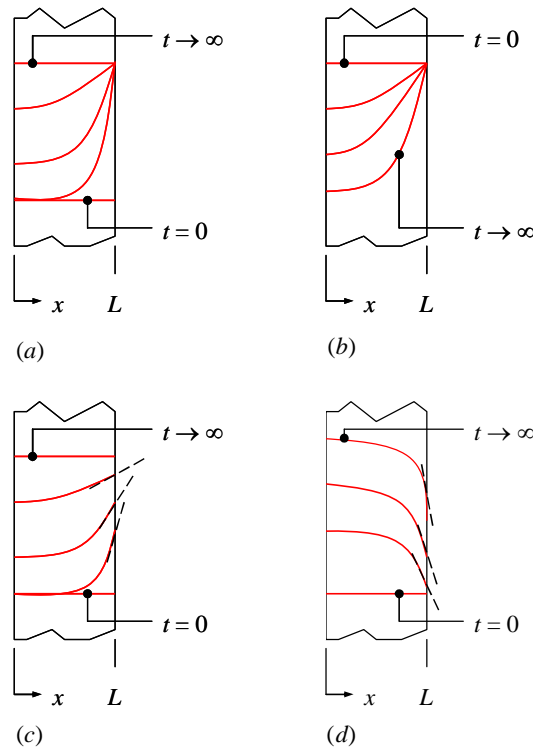 t → ∞
t = 0
x
L
(a)
t = 0
t → ∞
x
L
(b)
t → ∞
t = 0
x
L
(c)
t → ∞
t = 0
x
L
(d)